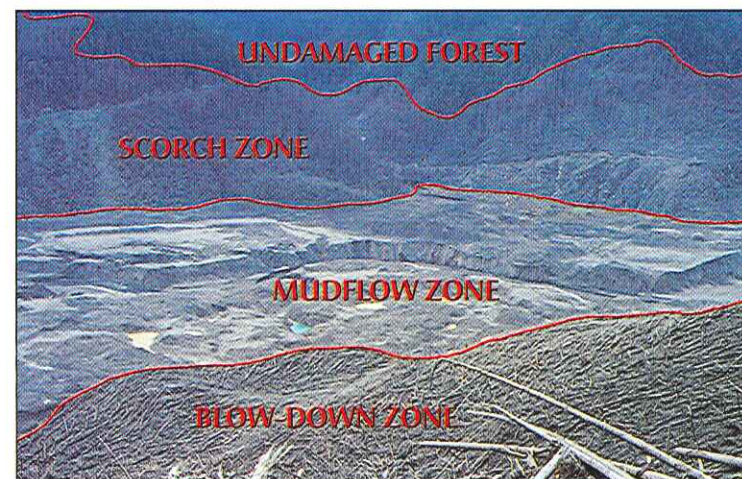 UNDAMAGED FOREST
SCORCH ZONE
MUDFLOW ZONE
BLOW-DOWN ZONE